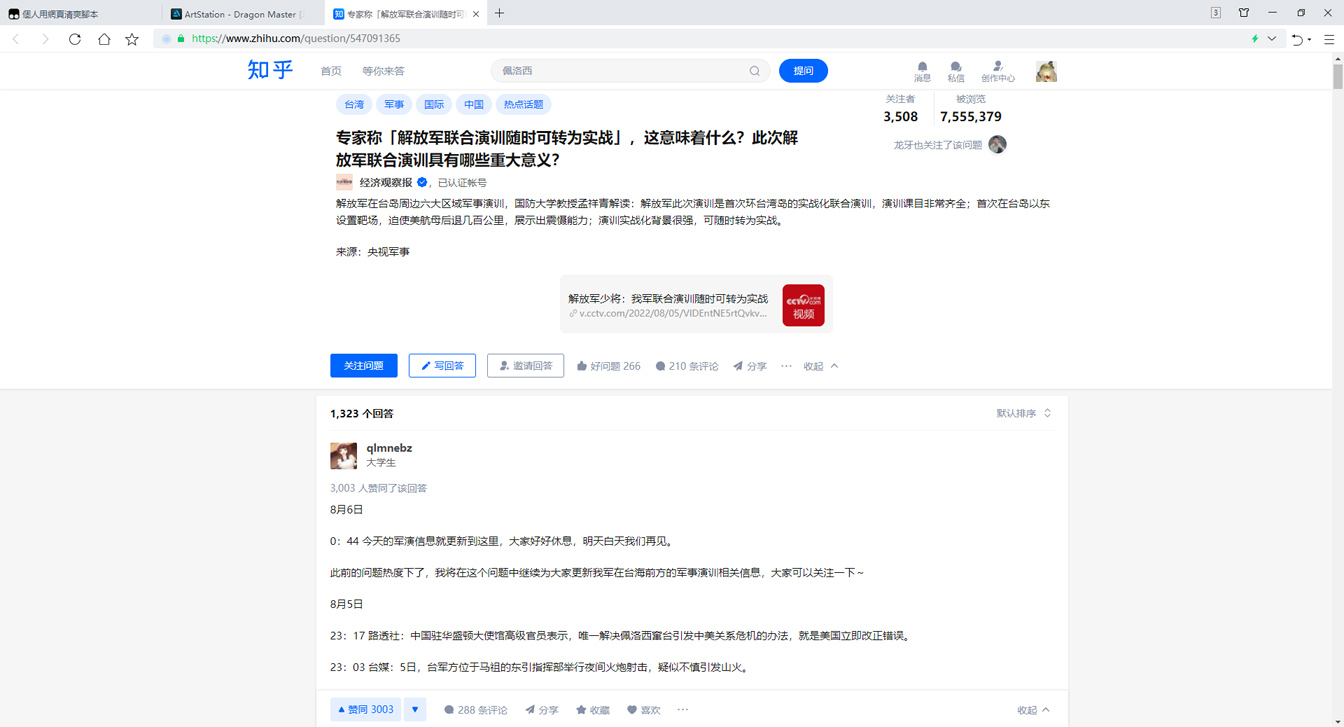 個人用網頁清爽腳本
ArtStation - Dragon Master [
专家称「解放军联合演训随时可
3
https://www.zhihu.com/question/547091365
知乎
首页
等你来答
佩洛西
提问
消息
私信
创作中心
台湾
军事
国际
中国
热点话题
关注者
被浏览
3,508
7,555,379
龙牙也关注了该问题
专家称「解放军联合演训随时可转为实战」，这意味着什么？此次解
放军联合演训具有哪些重大意义？
经济观察报 ，已认证帐号
解放军在台岛周边六大区域军事演训，国防大学教授孟祥青解读：解放军此次演训是首次环台湾岛的实战化联合演训，演训课目非常齐全；首次在台岛以东
设置靶场，迫使美航母后退几百公里，展示出震慑能力；演训实战化背景很强，可随时转为实战。
来源：央视军事
解放军少将：我军联合演训随时可转为实战
v.cctv.com/2022/08/05/VIDEntNE5rtQvkv...
CCTV.com
视频
关注问题
写回答
邀请回答
好问题 266
210 条评论
分享
···
收起
1,323 个回答
默认排序
qlmnebz
大学生
3,003 人赞同了该回答
8月6日
0：44 今天的军演信息就更新到这里，大家好好休息，明天白天我们再见。
此前的问题热度下了，我将在这个问题中继续为大家更新我军在台海前方的军事演训相关信息，大家可以关注一下～
8月5日
23：17 路透社：中国驻华盛顿大使馆高级官员表示，唯一解决佩洛西窜台引发中美关系危机的办法，就是美国立即改正错误。
23：03 台媒：5日，台军方位于马祖的东引指挥部举行夜间火炮射击，疑似不慎引发山火。
赞同 3003
288 条评论
分享
收藏
喜欢
···
收起